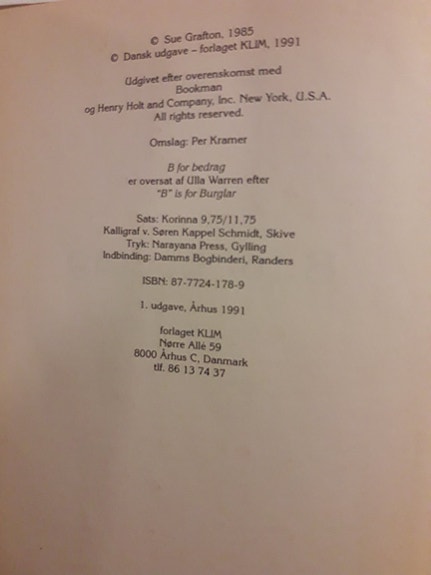 © Sue Grafton, 1985
© Dansk udgave – forlaget KLIM, 1991
Udgivet efter overenskomst med
Bookman
og Henry Holt and Company, Inc. New York, U.S.A.
All rights reserved.
Omslag: Per Kramer
B for bedrag
er oversat af Ulla Warren efter
"B" is for Burglar
Sats: Korinna 9,75/11,75
Kalligraf v. Søren Kappel Schmidt, Skive
Tryk: Narayana Press, Gylling
Indbinding: Damms Bogbinderi, Randers
ISBN: 87-7724-178-9
1. udgave, Århus 1991
forlaget KLIM
Nørre Allé 59
8000 Århus C, Danmark
tlf. 86 13 74 37